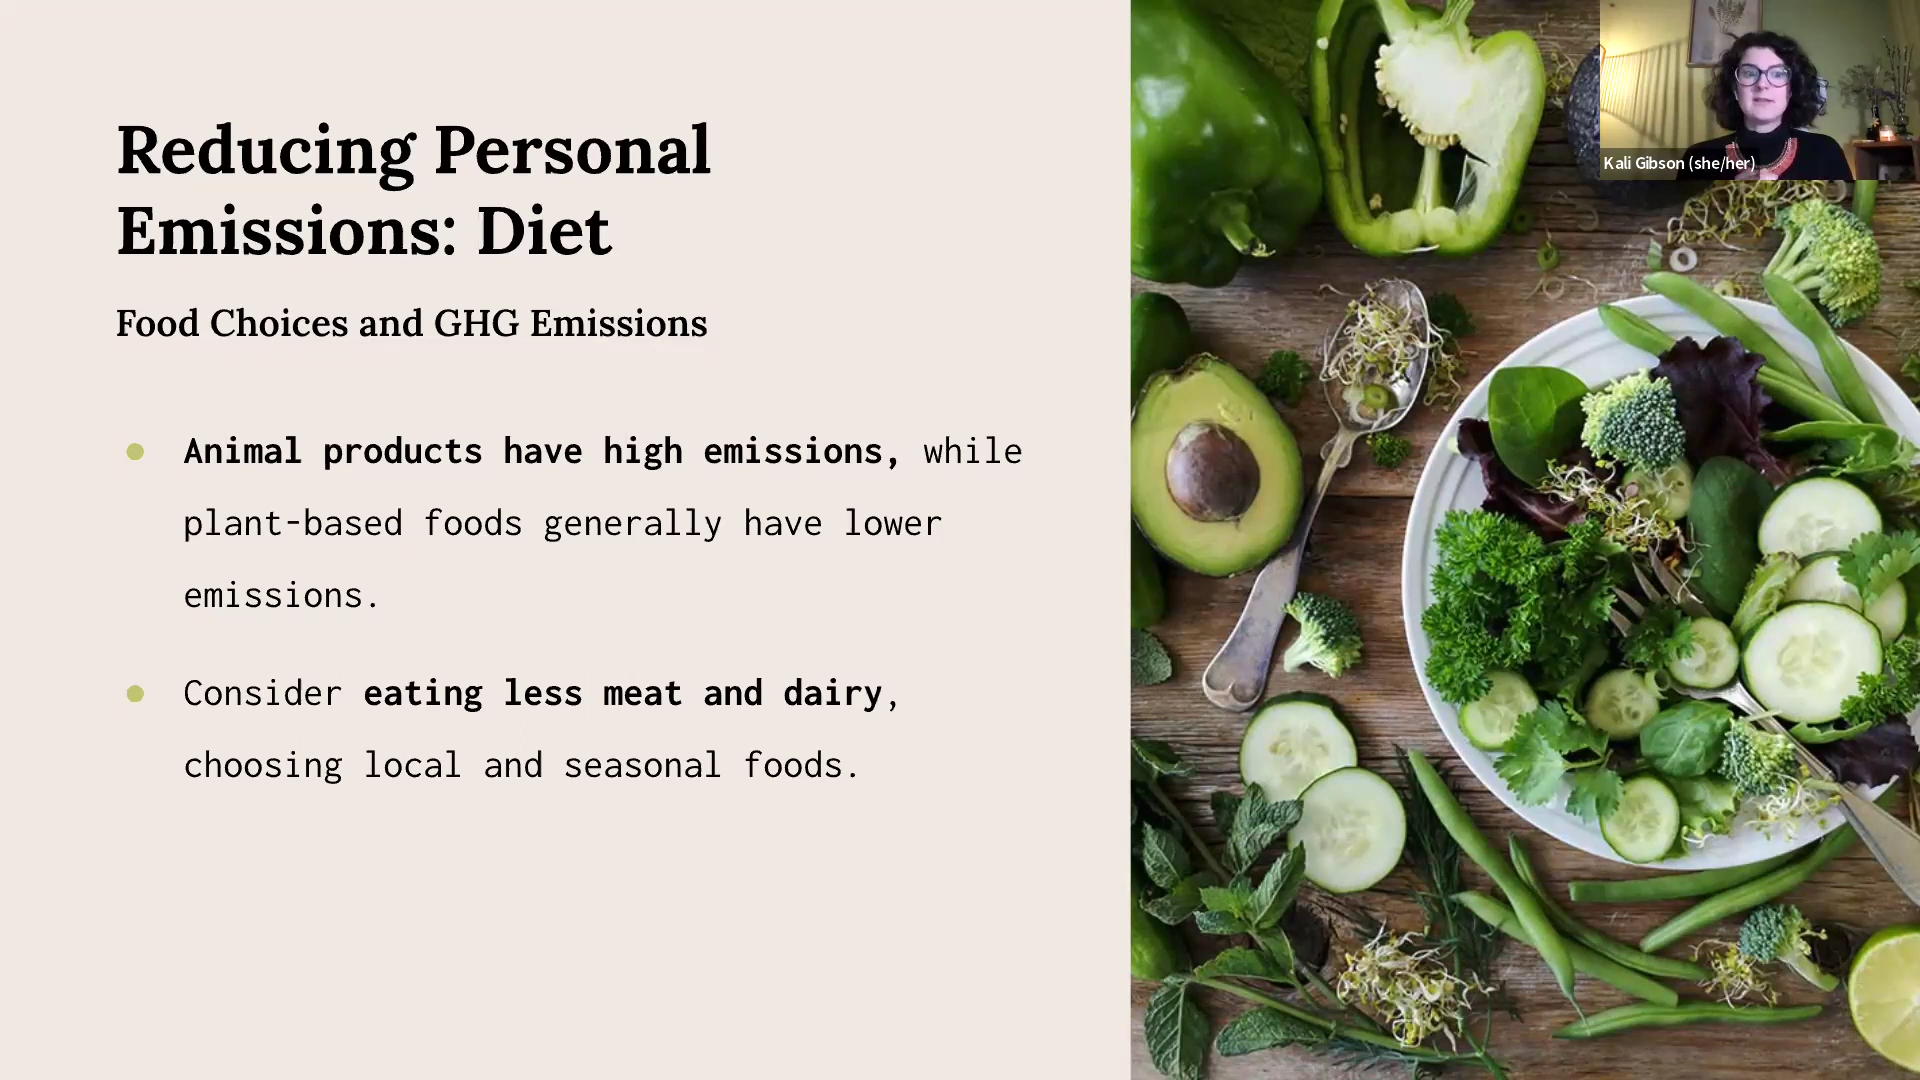 Reducing Personal
Emissions: Diet
Food Choices and GHG Emissions
● Animal products have high emissions, while
plant-based foods generally have lower
emissions.
● Consider eating less meat and dairy,
choosing local and seasonal foods.
Kali Gibson (she/her)